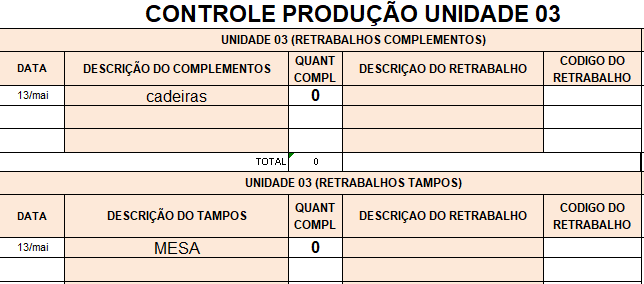 CONTROLE PRODUÇÃO UNIDADE 03
UNIDADE 03 (RETRABALHOS COMPLEMENTOS)
DATA DESCRIÇÃO DO COMPLEMENTOS QUANT COMPL DESCRIÇAO DO RETRABALHO CODIGO DO RETRABALHO
13/mai cadeiras 0
TOTAL 0
UNIDADE 03 (RETRABALHOS TAMPOS)
DATA DESCRIÇÃO DO TAMPOS QUANT COMPL DESCRIÇAO DO RETRABALHO CODIGO DO RETRABALHO
13/mai MESA 0